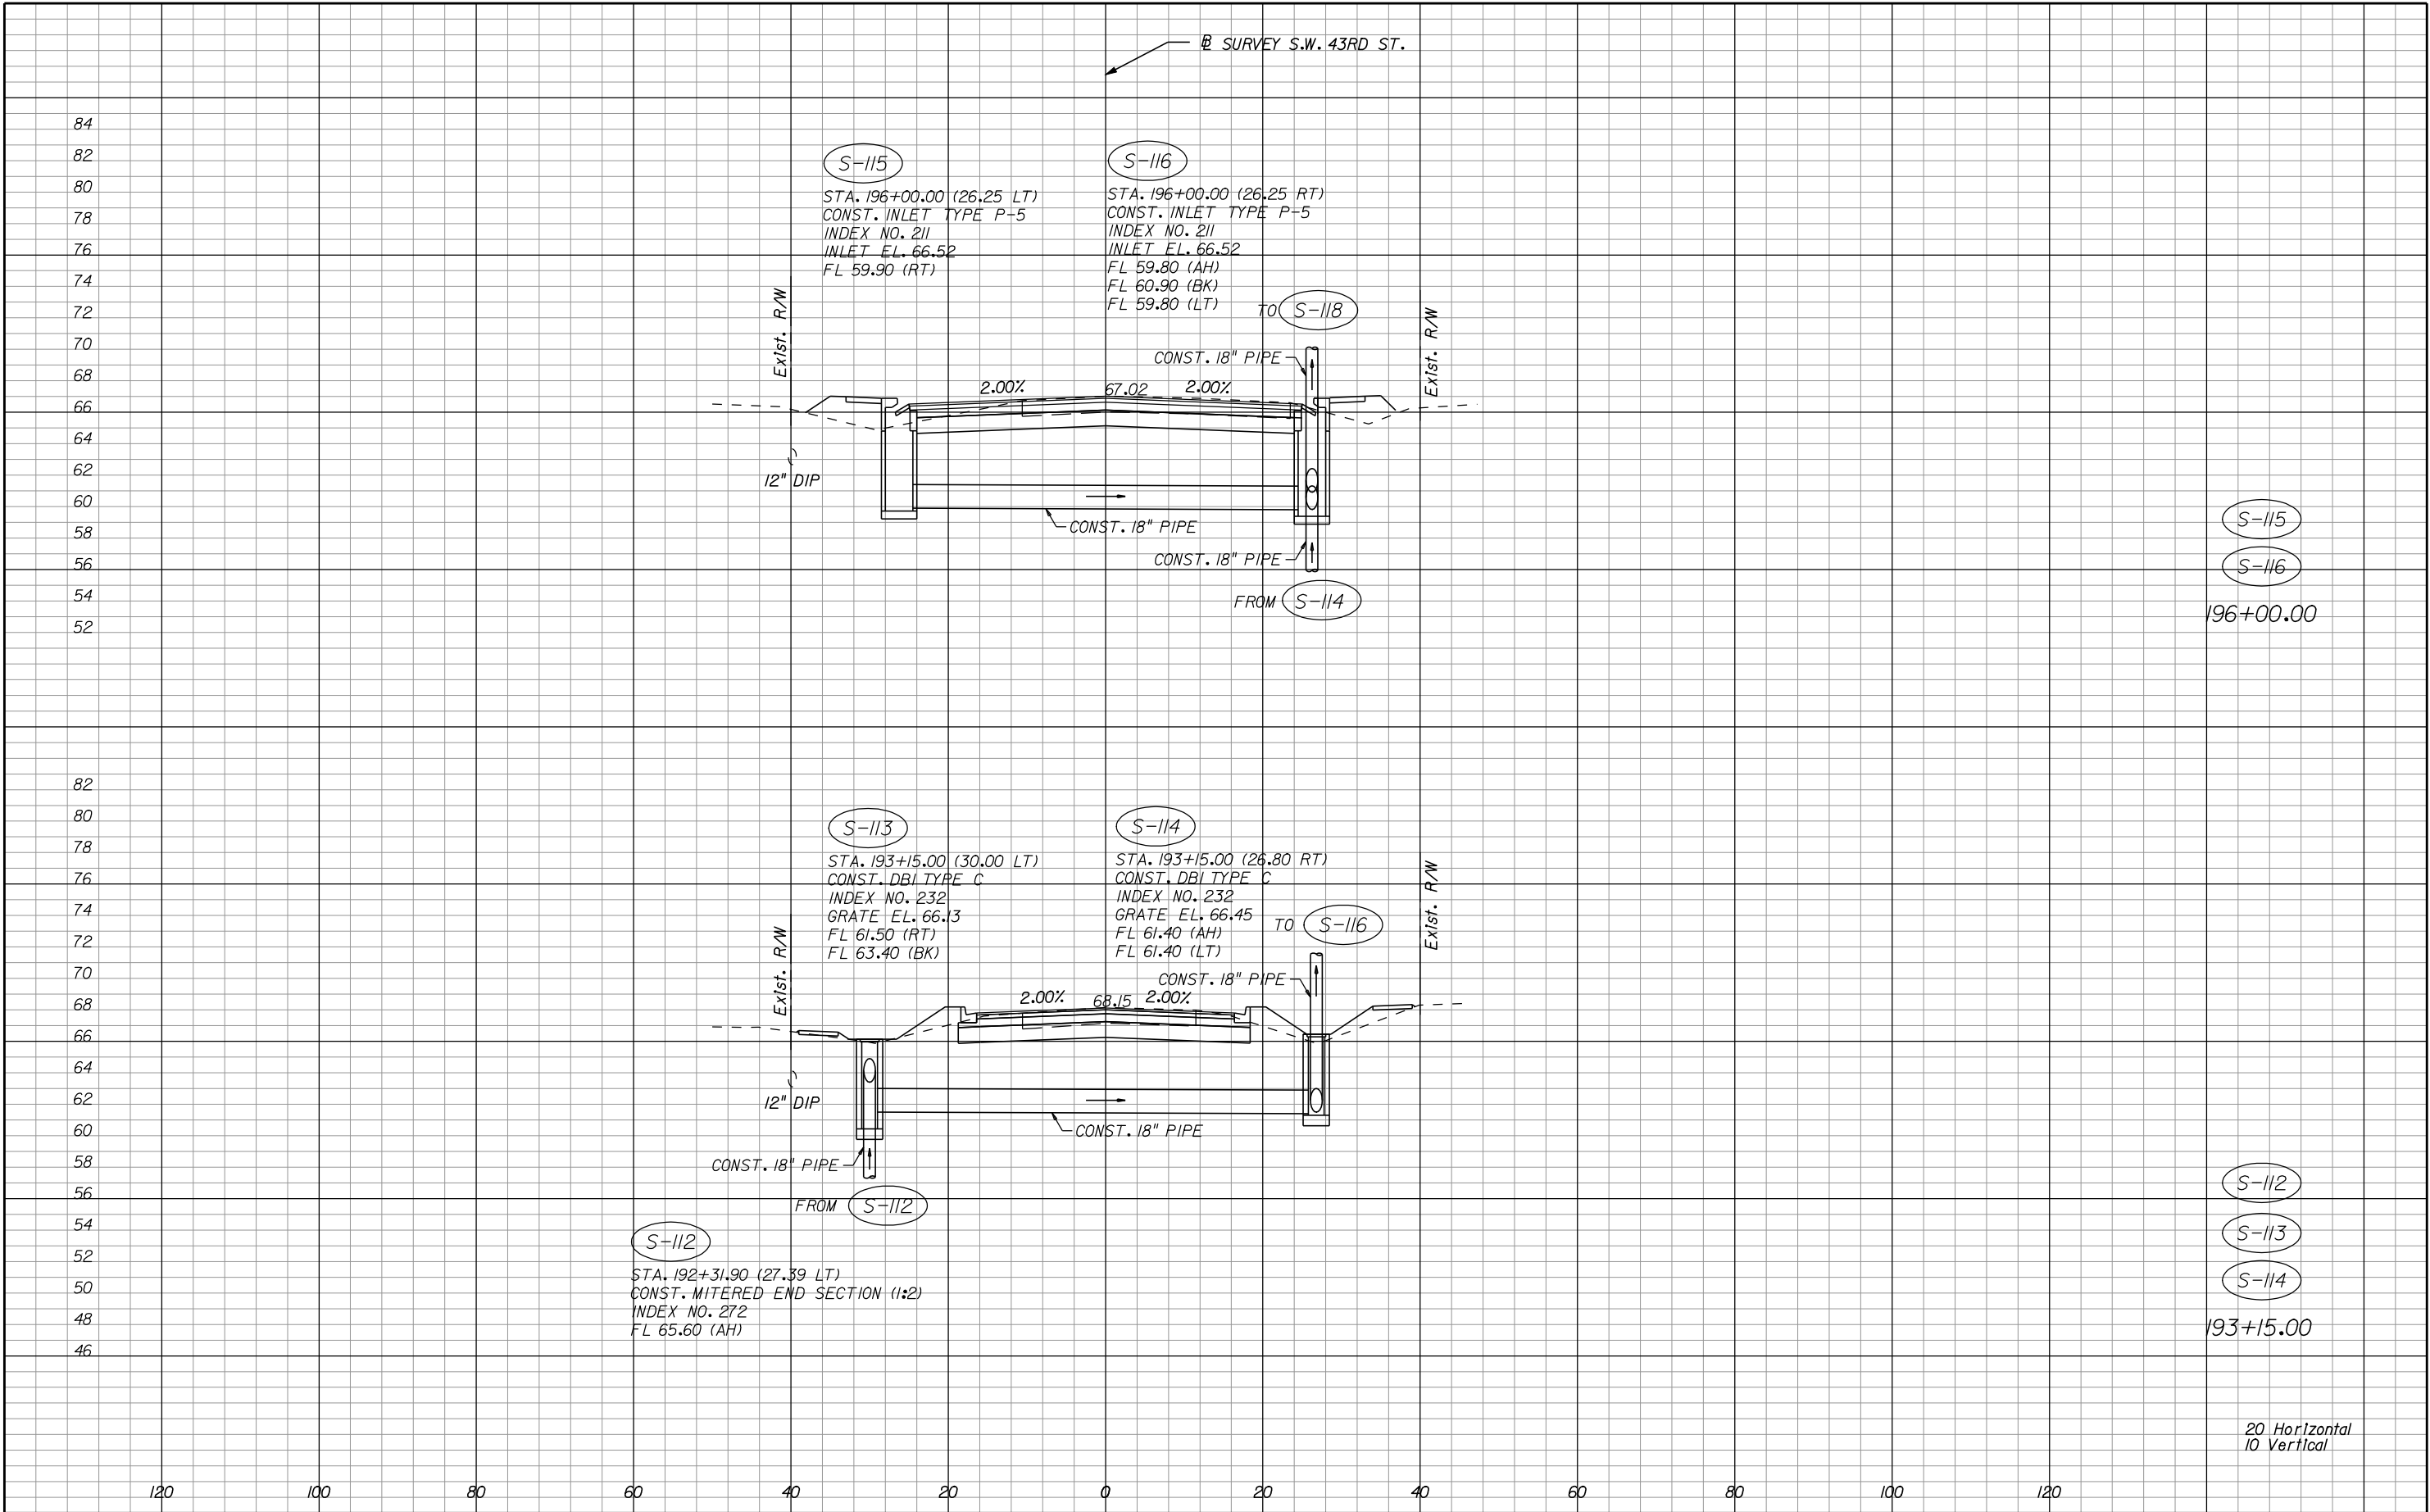 B SURVEY S.W. 43RD ST.
84
82
80
78
76
74
72
70
68
66
64
62
60
58
56
54
52
S-115
STA. 196+00.00 (26.25 LT)
CONST. INLET TYPE P-5
INDEX NO. 211
INLET EL. 66.52
FL 59.90 (RT)
S-116
STA. 196+00.00 (26.25 RT)
CONST. INLET TYPE P-5
INDEX NO. 211
INLET EL. 66.52
FL 59.80 (AH)
FL 60.90 (BK)
FL 59.80 (LT)
TO S-118
Exist. R/W
Exist. R/W
CONST. 18" PIPE
2.00% 67.02 2.00%
12" DIP
CONST. 18" PIPE
CONST. 18" PIPE
FROM S-114
S-115
S-116
196+00.00
82
80
78
76
74
72
70
68
66
64
62
60
58
56
54
52
50
48
46
S-113
STA. 193+15.00 (30.00 LT)
CONST. DBI TYPE C
INDEX NO. 232
GRATE EL. 66.13
FL 61.50 (RT)
FL 63.40 (BK)
S-114
STA. 193+15.00 (26.80 RT)
CONST. DBI TYPE C
INDEX NO. 232
GRATE EL. 66.45
FL 61.40 (AH)
FL 61.40 (LT)
TO S-116
Exist. R/W
Exist. R/W
CONST. 18" PIPE
2.00% 68.15 2.00%
12" DIP
CONST. 18" PIPE
CONST. 18" PIPE
FROM S-112
S-112
STA. 192+31.90 (27.39 LT)
CONST. MITERED END SECTION (1:2)
INDEX NO. 272
FL 65.60 (AH)
S-112
S-113
S-114
193+15.00
20 Horizontal
10 Vertical
120 100 80 60 40 20 0 20 40 60 80 100 120